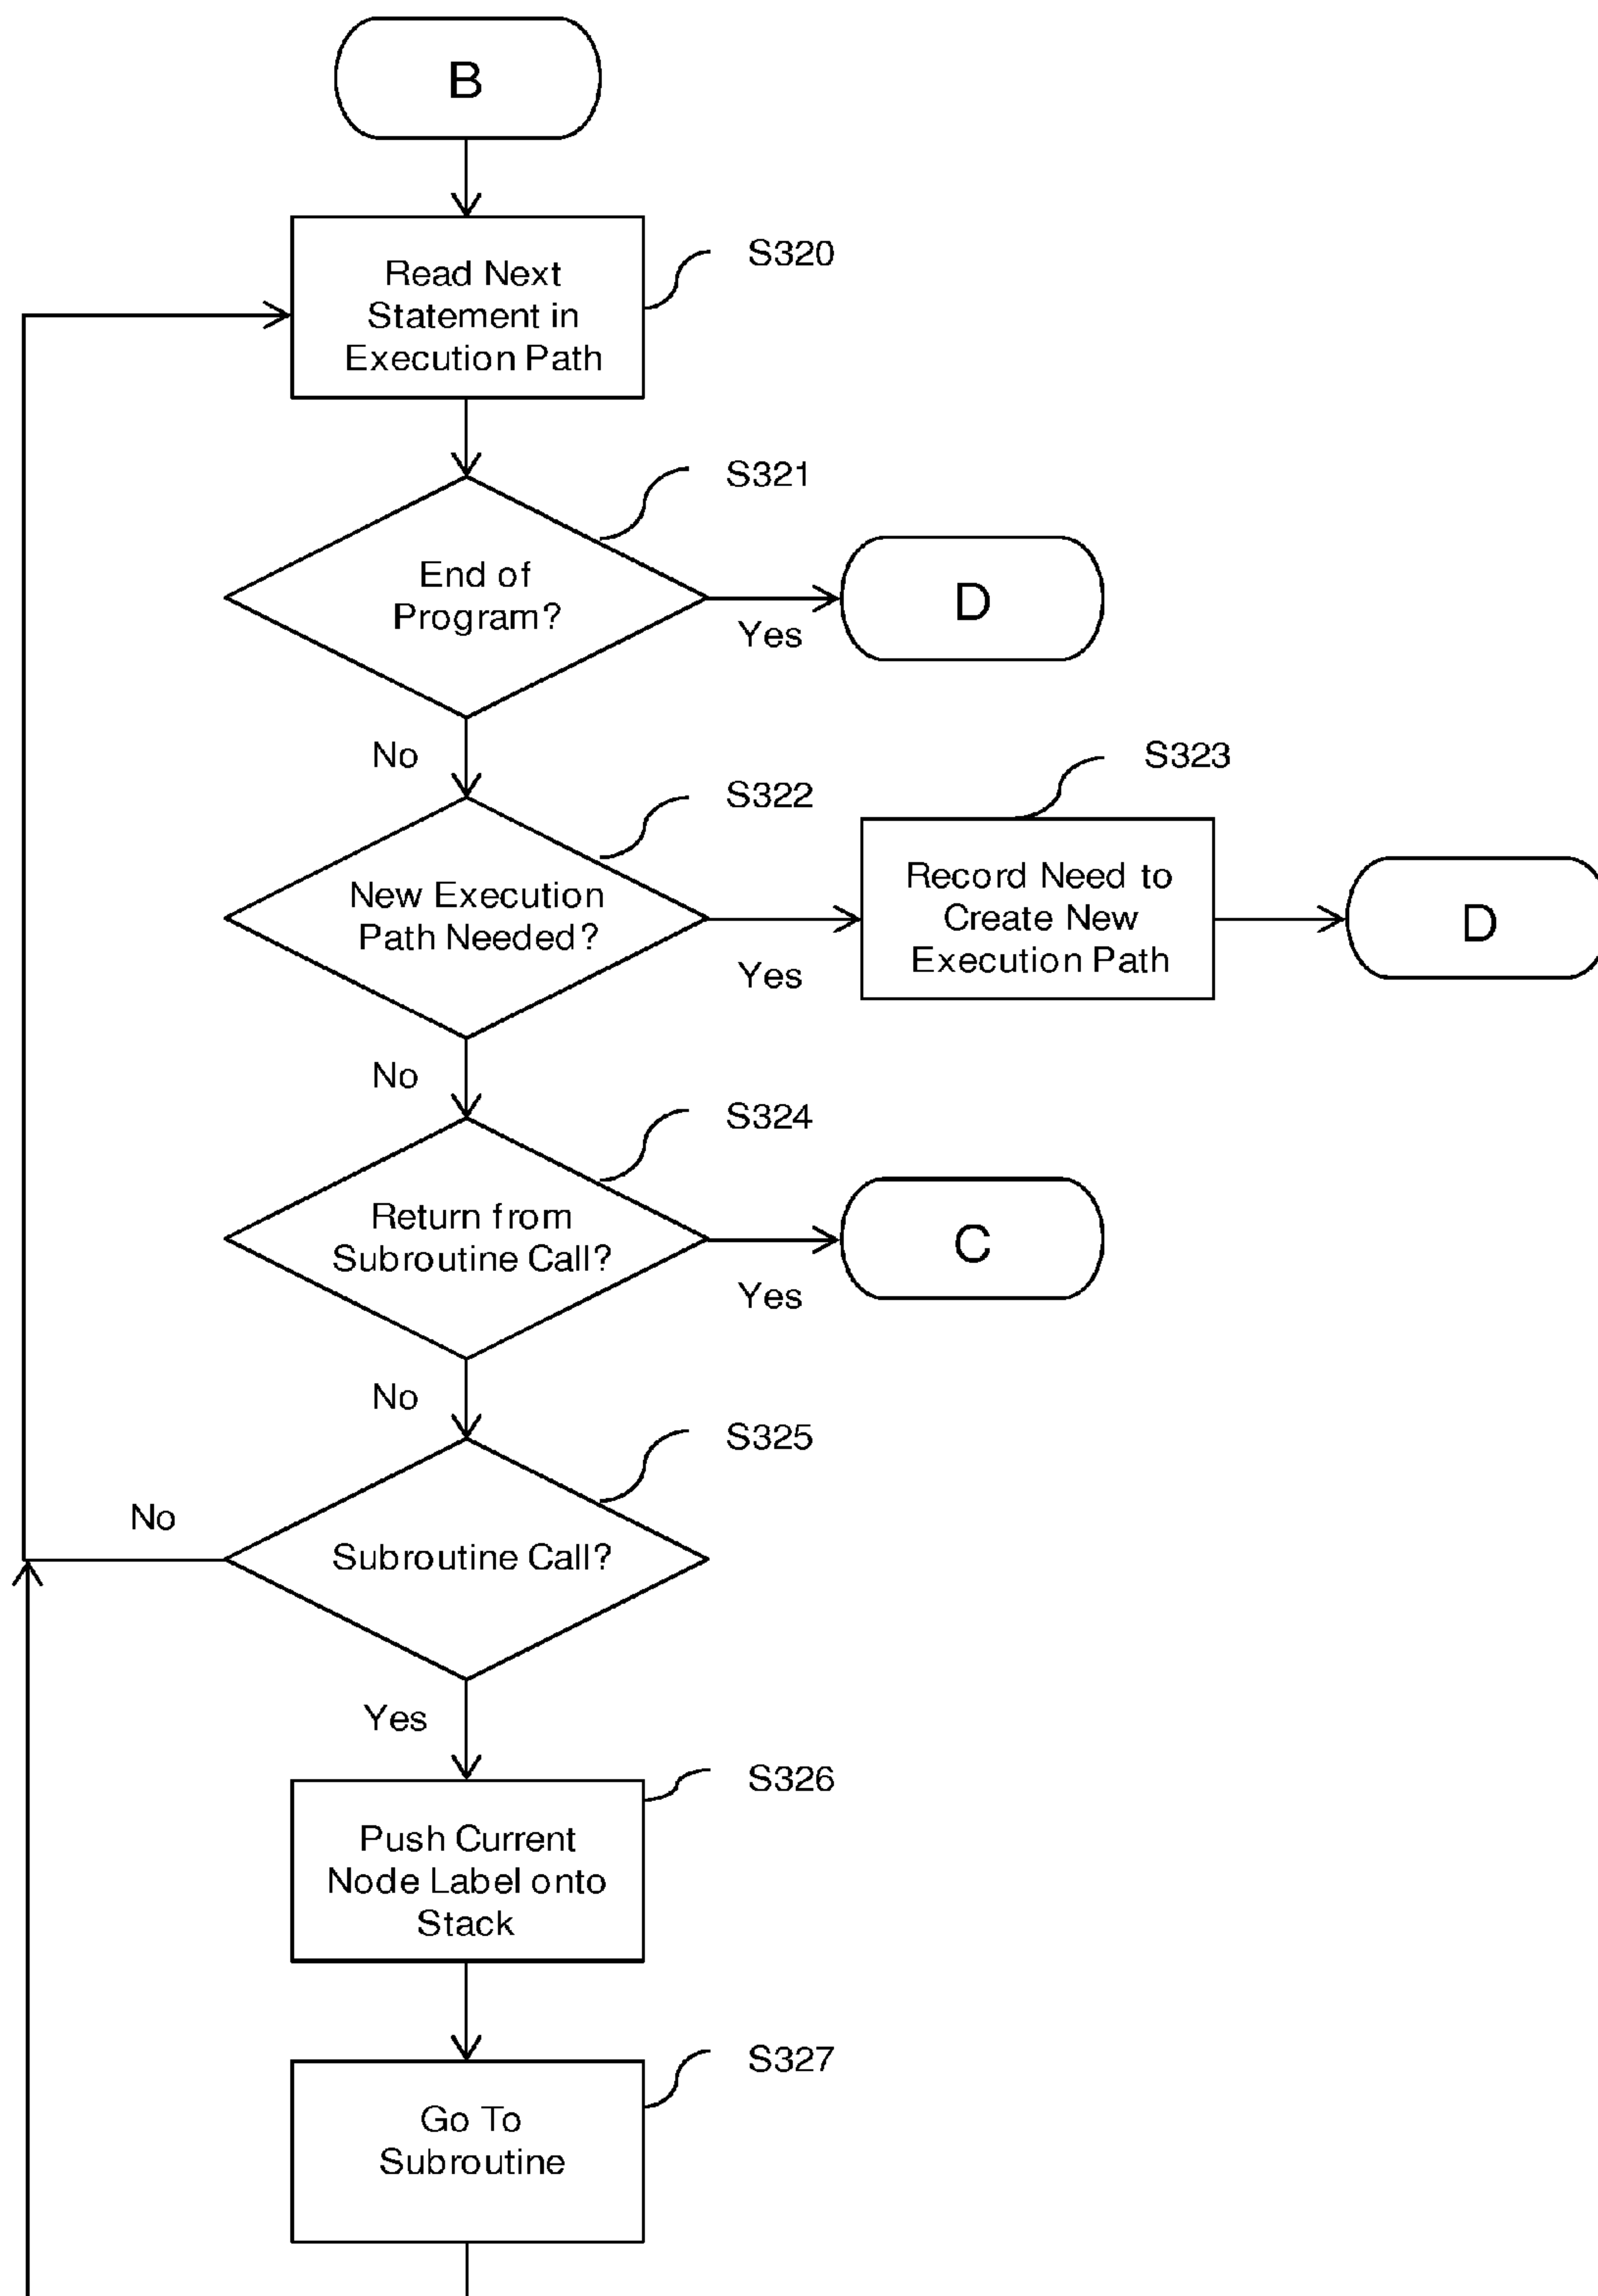 B
Read Next
Statement in
Execution Path
S320
S321
End of
Program?
Yes
D
No
S322
S323
New Execution
Path Needed?
Yes
Record Need to
Create New
Execution Path
D
No
S324
Return from
Subroutine Call?
Yes
C
No
S325
Subroutine Call?
No
Yes
S326
Push Current
Node Label onto
Stack
S327
Go To
Subroutine